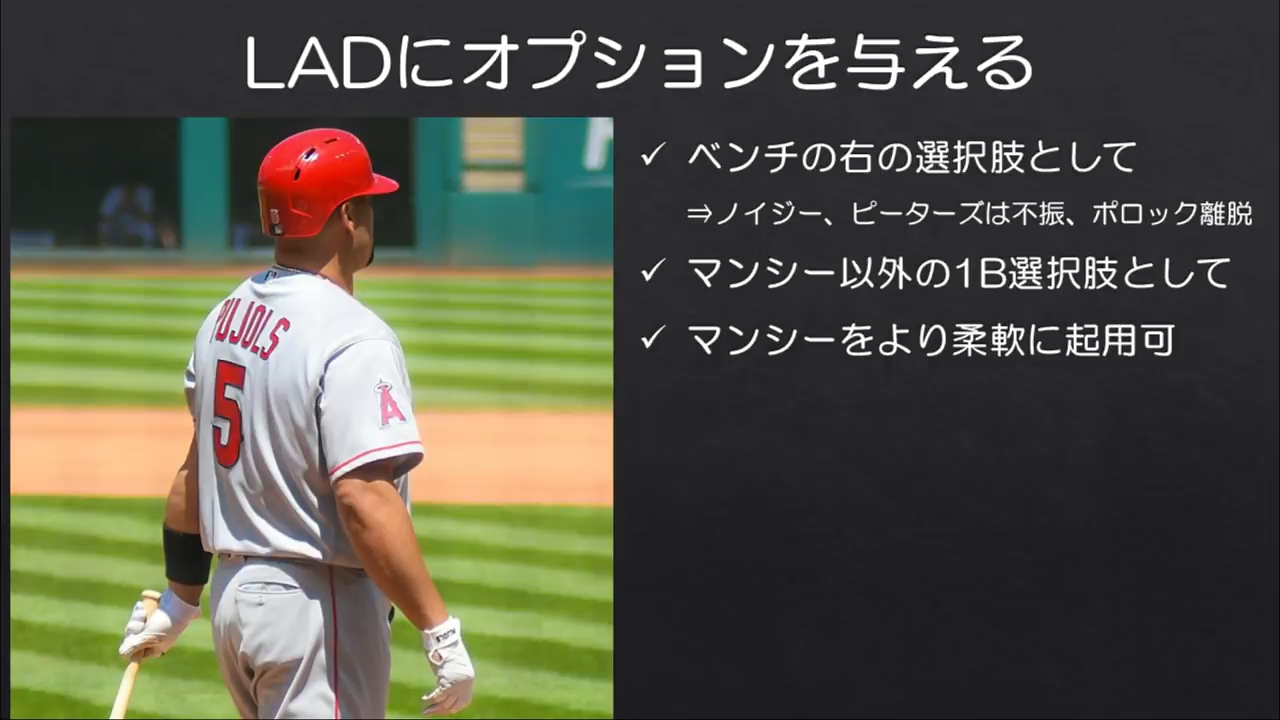 LADにオプションを与える
✓ ベンチの右の選択肢として
⇒ノイジー、ピーターズは不振、ポロック離脱
✓ マンシー以外の1B選択肢として
✓ マンシーをより柔軟に起用可
PUJOLS
5
A